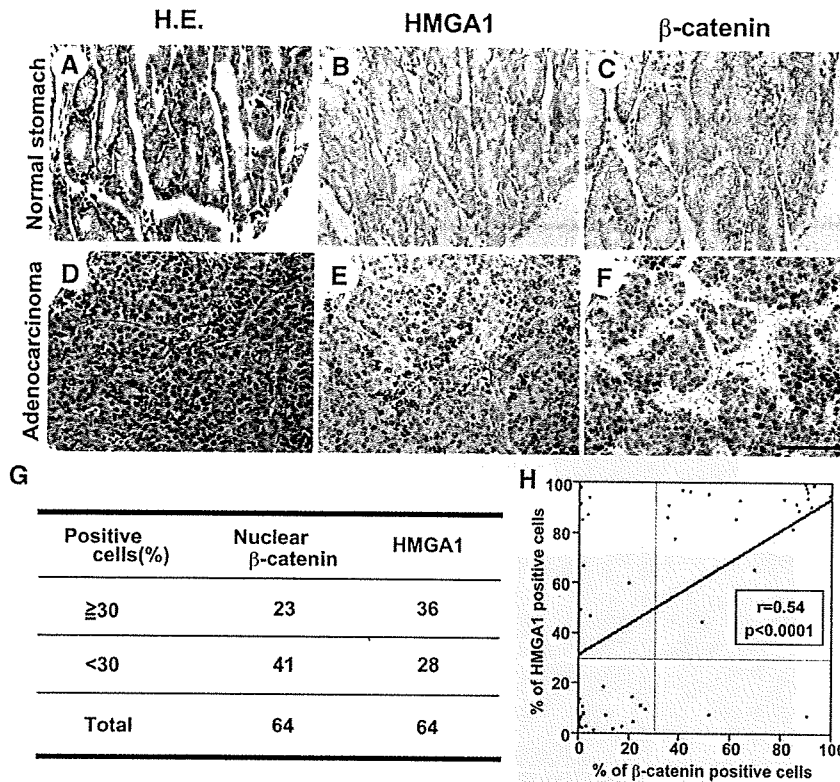 H.E.
HMGA1
β-catenin
Normal stomach
A
B
C
Adenocarcinoma
D
E
F
G
Positive cells(%)
Nuclear β-catenin
HMGA1
≧30
23
36
<30
41
28
Total
64
64
H
% of HMGA1 positive cells
100
80
60
40
20
0
r=0.54
p<0.0001
0
20
40
60
80
100
% of β-catenin positive cells